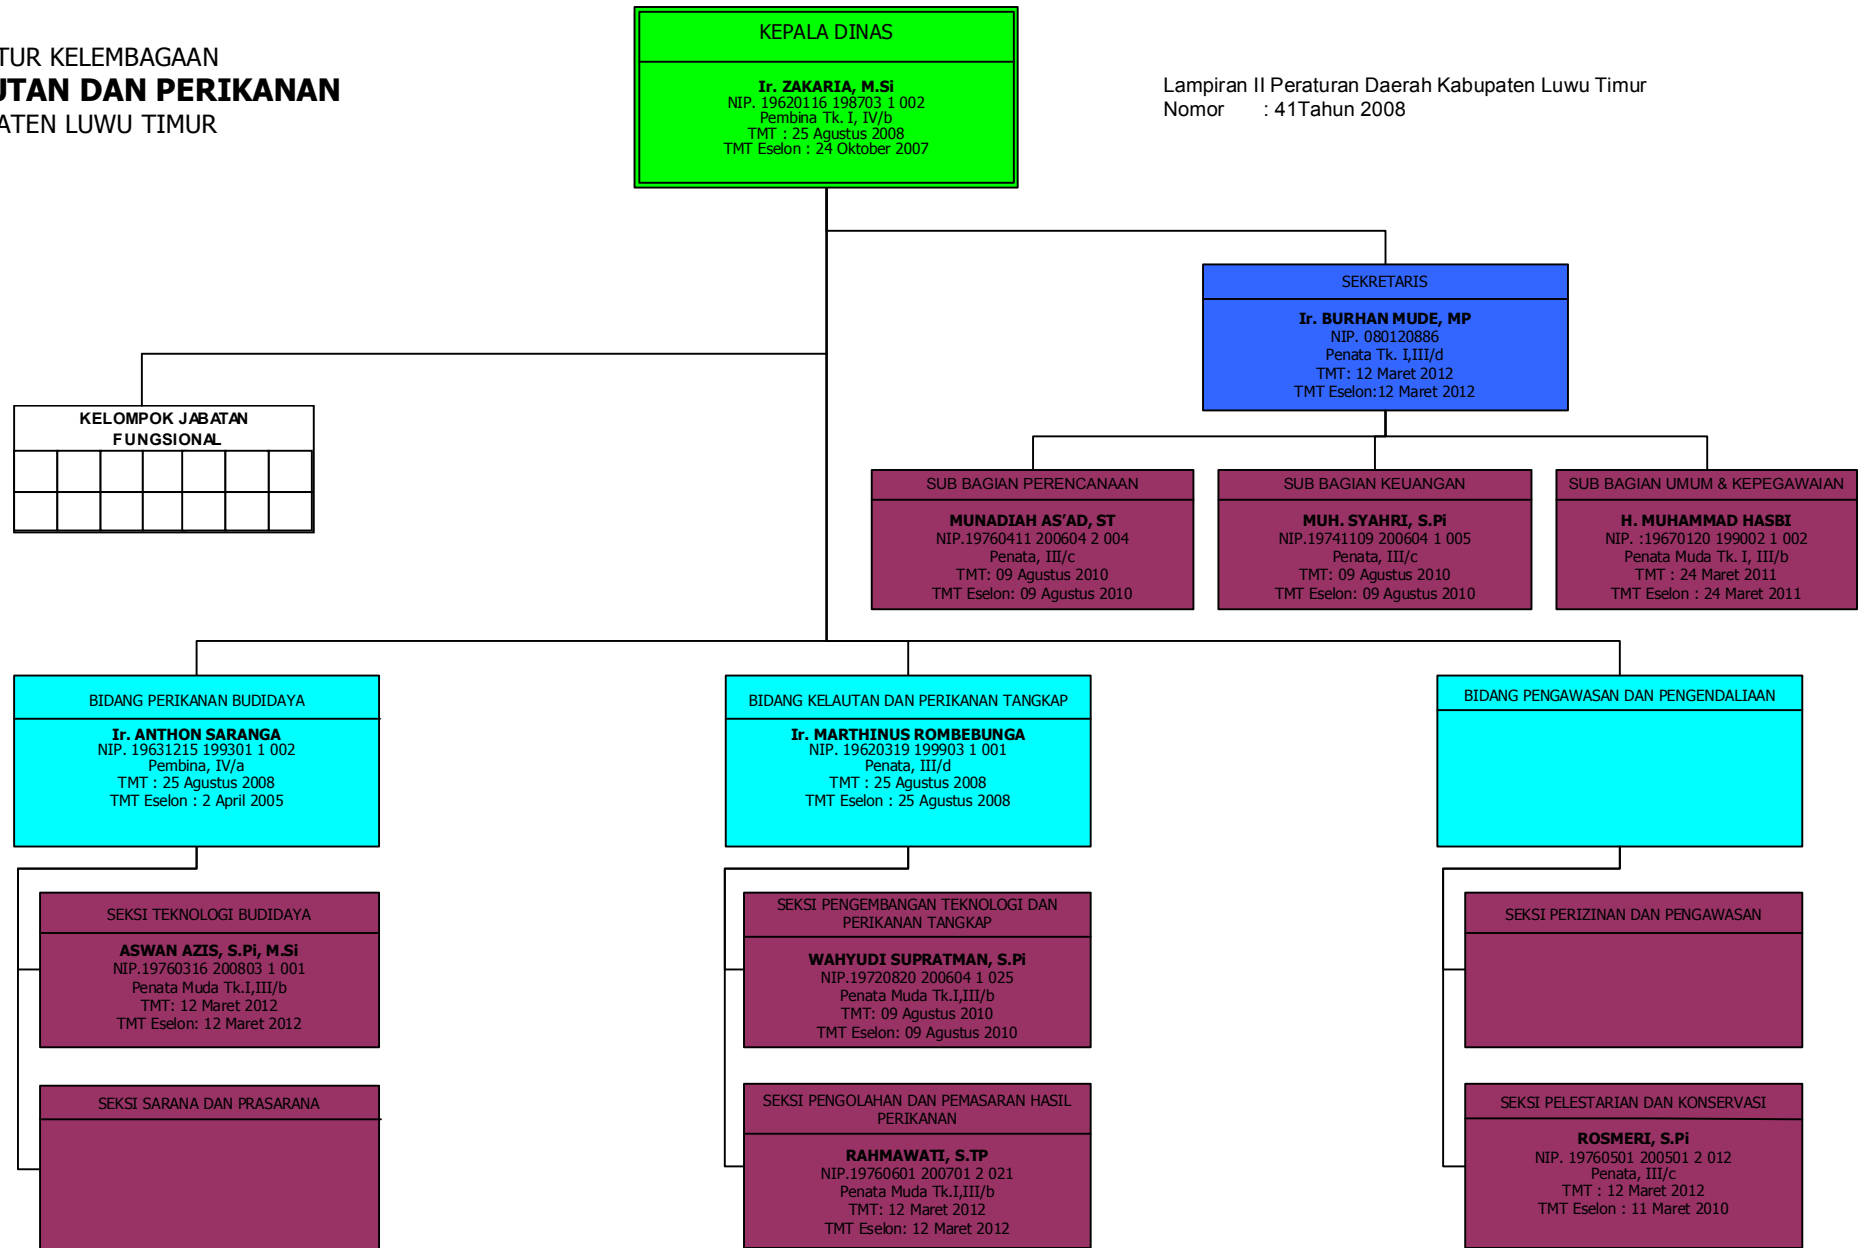 TUR KELEMBAGAAN
UTAN DAN PERIKANAN
ATEN LUWU TIMUR
KEPALA DINAS
Ir. ZAKARIA, M.Si
NIP. 19620116 198703 1 002
Pembina Tk. I, IV/b
TMT : 25 Agustus 2008
TMT Eselon : 24 Oktober 2007
Lampiran II Peraturan Daerah Kabupaten Luwu Timur
Nomor : 41Tahun 2008
SEKRETARIS
Ir. BURHAN MUDE, MP
NIP. 080120886
Penata Tk. I,III/d
TMT: 12 Maret 2012
TMT Eselon:12 Maret 2012
KELOMPOK JABATAN
FUNGSIONAL
SUB BAGIAN PERENCANAAN
MUNADIAH AS’AD, ST
NIP.19760411 200604 2 004
Penata, III/c
TMT: 09 Agustus 2010
TMT Eselon: 09 Agustus 2010
SUB BAGIAN KEUANGAN
MUH. SYAHRI, S.Pi
NIP.19741109 200604 1 005
Penata, III/c
TMT: 09 Agustus 2010
TMT Eselon: 09 Agustus 2010
SUB BAGIAN UMUM & KEPEGAWAIAN
H. MUHAMMAD HASBI
NIP. :19670120 199002 1 002
Penata Muda Tk. I, III/b
TMT : 24 Maret 2011
TMT Eselon : 24 Maret 2011
BIDANG PERIKANAN BUDIDAYA
Ir. ANTHON SARANGA
NIP. 19631215 199301 1 002
Pembina, IV/a
TMT : 25 Agustus 2008
TMT Eselon : 2 April 2005
BIDANG KELAUTAN DAN PERIKANAN TANGKAP
Ir. MARTHINUS ROMBEBUNGA
NIP. 19620319 199903 1 001
Penata, III/d
TMT : 25 Agustus 2008
TMT Eselon : 25 Agustus 2008
BIDANG PENGAWASAN DAN PENGENDALIAAN
SEKSI TEKNOLOGI BUDIDAYA
ASWAN AZIS, S.Pi, M.Si
NIP.19760316 200803 1 001
Penata Muda Tk.I,III/b
TMT: 12 Maret 2012
TMT Eselon: 12 Maret 2012
SEKSI PENGEMBANGAN TEKNOLOGI DAN
PERIKANAN TANGKAP
WAHYUDI SUPRATMAN, S.Pi
NIP.19720820 200604 1 025
Penata Muda Tk.I,III/b
TMT: 09 Agustus 2010
TMT Eselon: 09 Agustus 2010
SEKSI PERIZINAN DAN PENGAWASAN
SEKSI SARANA DAN PRASARANA
SEKSI PENGOLAHAN DAN PEMASARAN HASIL
PERIKANAN
RAHMAWATI, S.TP
NIP.19760601 200701 2 021
Penata Muda Tk.I,III/b
TMT: 12 Maret 2012
TMT Eselon: 12 Maret 2012
SEKSI PELESTARIAN DAN KONSERVASI
ROSMERI, S.Pi
NIP. 19760501 200501 2 012
Penata, III/c
TMT : 12 Maret 2012
TMT Eselon : 11 Maret 2010